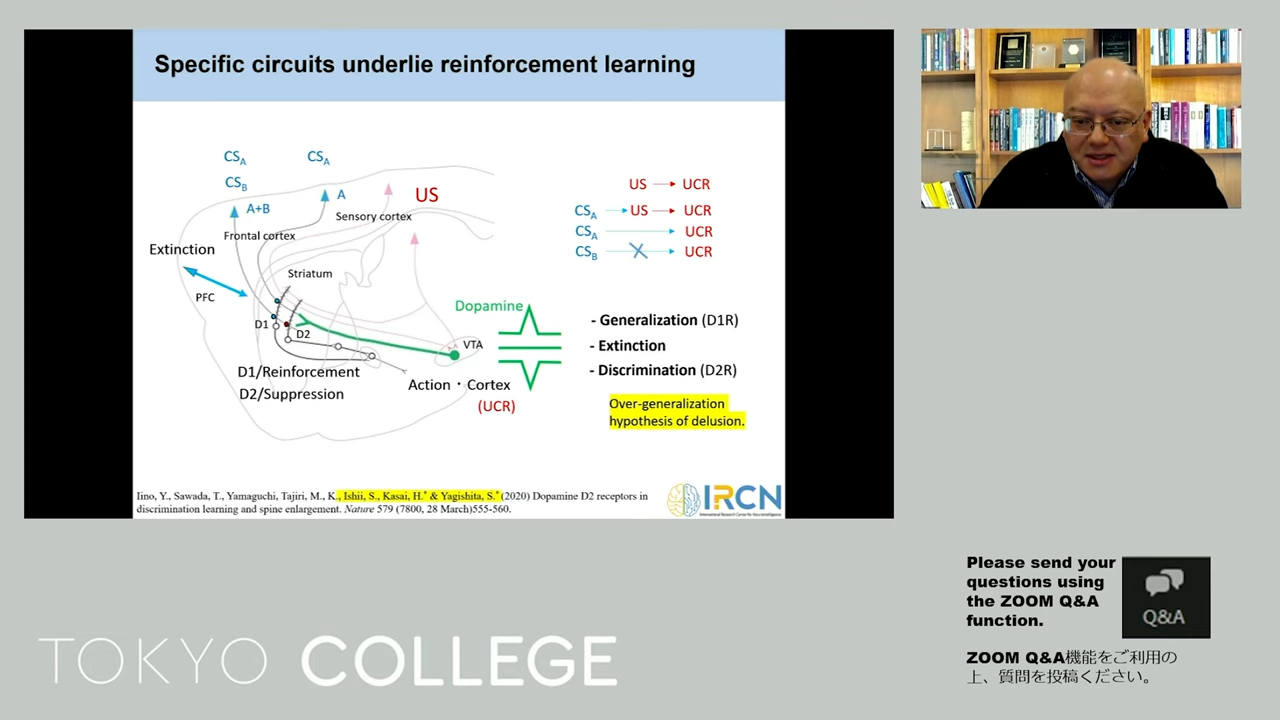 Specific circuits underlie reinforcement learning
CSA
CSA
CSB
A+B
A
US
Sensory cortex
Frontal cortex
Extinction
Striatum
PFC
D1
D2
Dopamine
VTA
D1/Reinforcement
D2/Suppression
Action・Cortex
(UCR)
US → UCR
CSA → US → UCR
CSA → UCR
CSB → UCR
- Generalization (D1R)
- Extinction
- Discrimination (D2R)
Over-generalization
hypothesis of delusion.
Iino, Y., Sawada, T., Yamaguchi, Tajiri, M., K., Ishii, S., Kasai, H.* & Yagishita, S.* (2020) Dopamine D2 receptors in
discrimination learning and spine enlargement. Nature 579 (7800, 28 March)555-560.
IRCN
International Research Center for Neurointelligence
Please send your
questions using
the ZOOM Q&A
function.
Q&A
ZOOM Q&A機能をご利用の
上、質問を投稿ください。
TOKYO COLLEGE